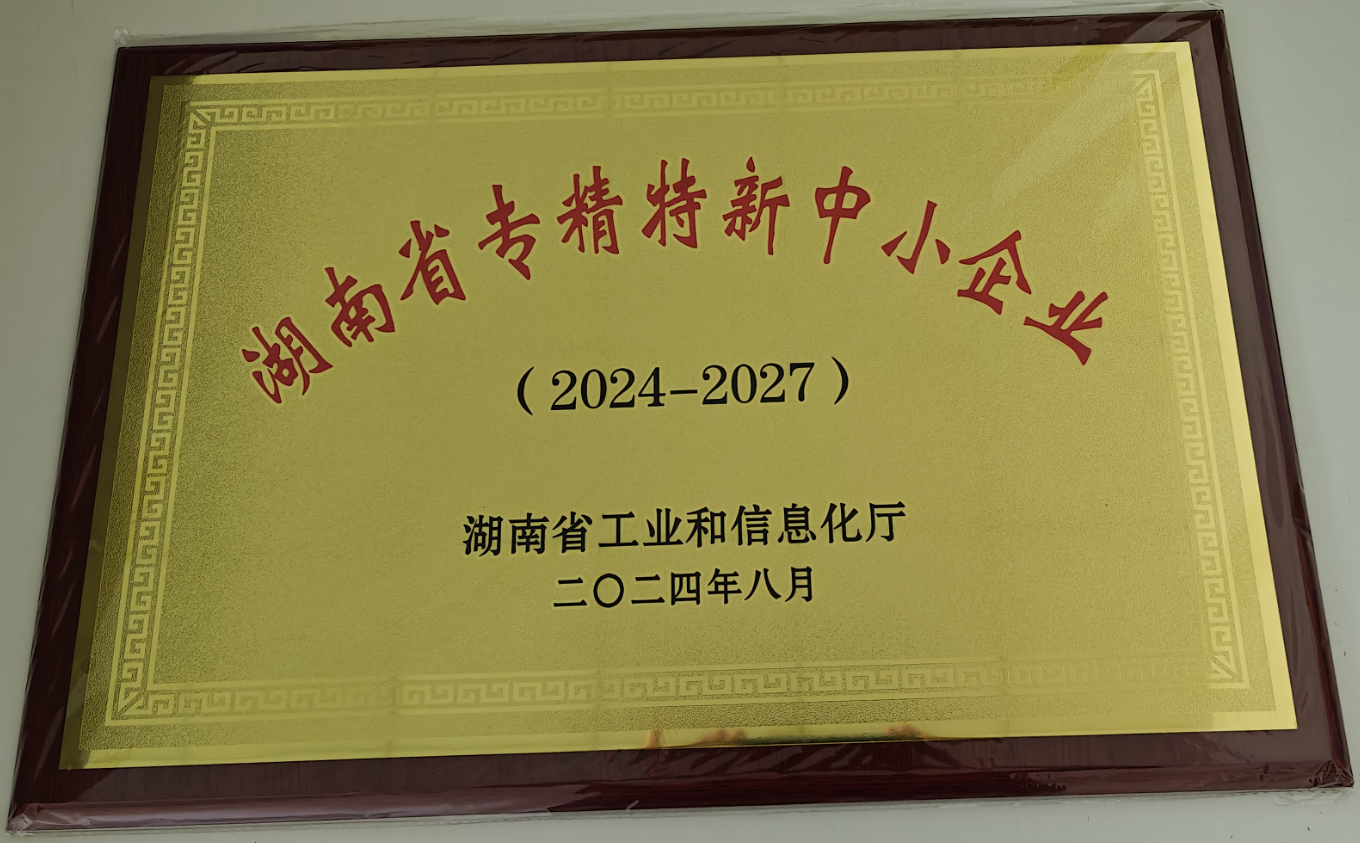 湖南省专精特新中小企业
（2024-2027）
湖南省工业和信息化厅
二〇二四年八月